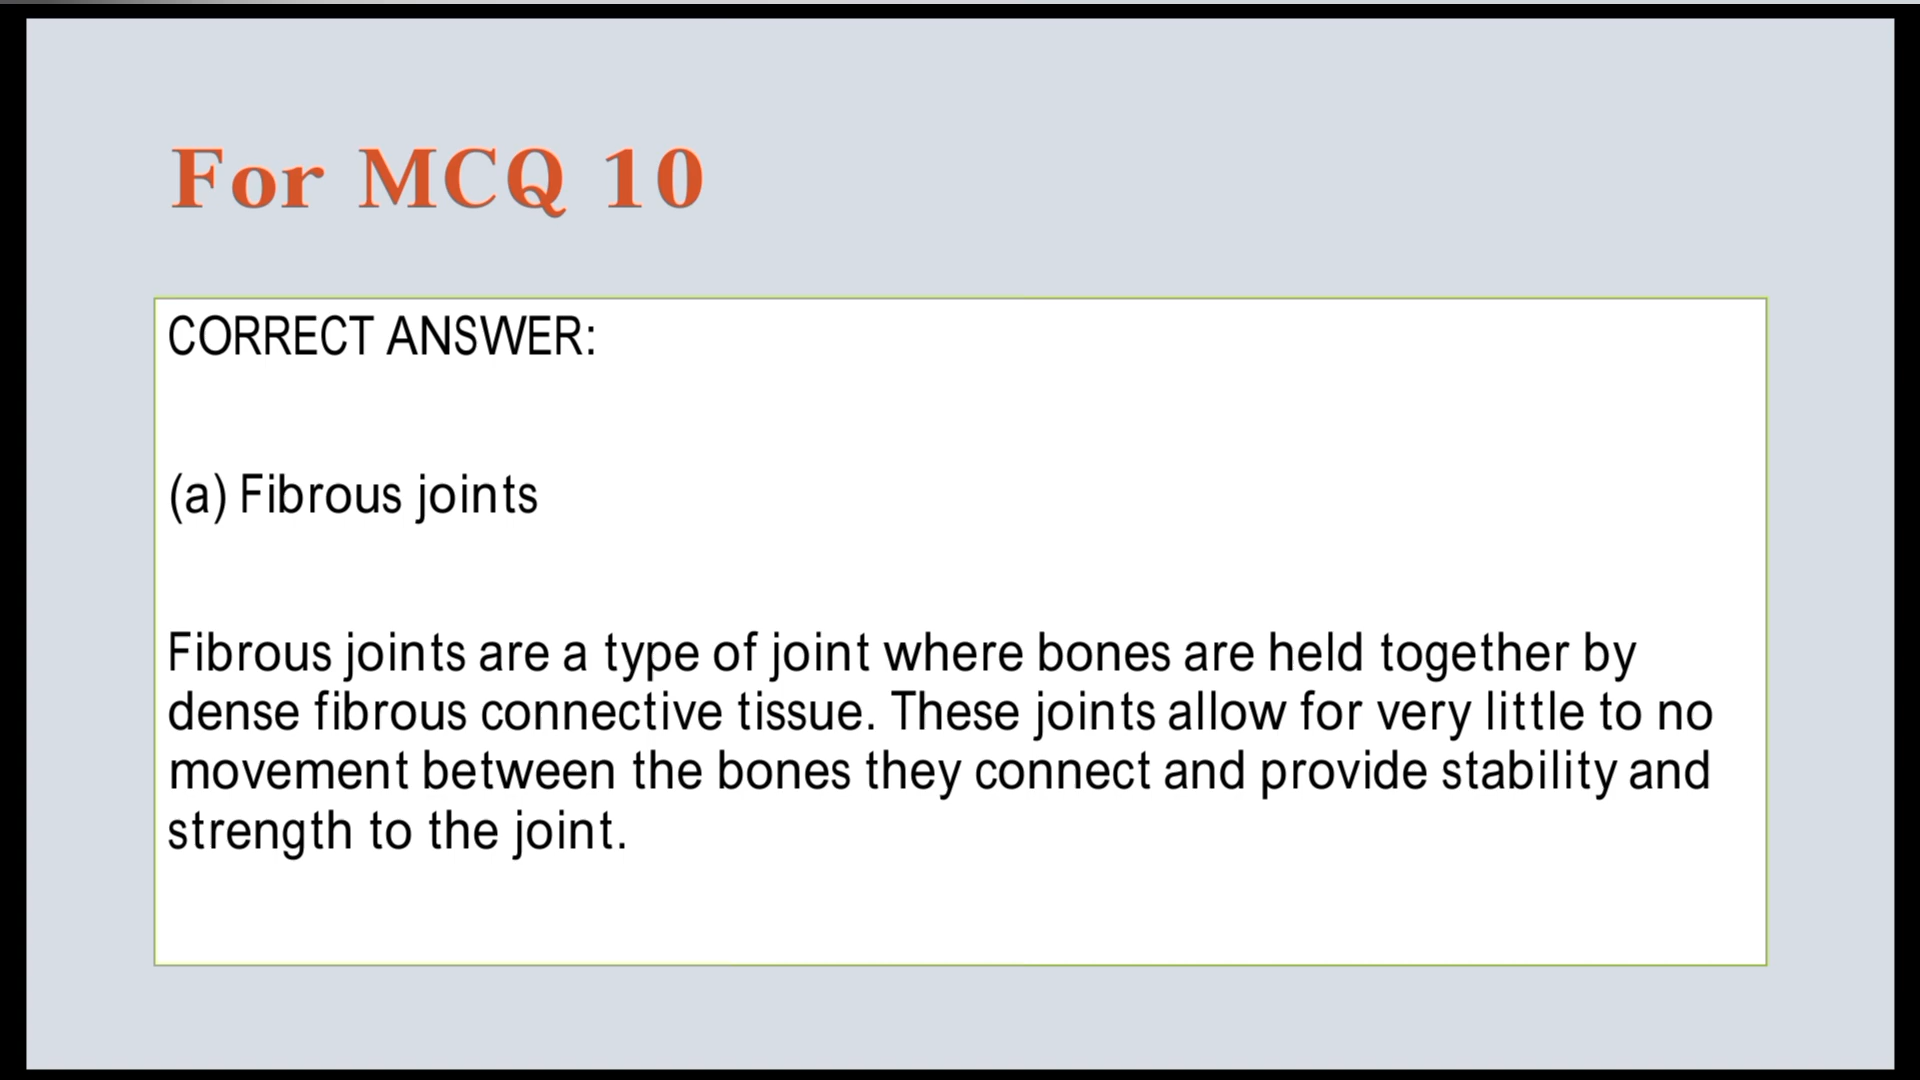 For MCQ 10
CORRECT ANSWER:
(a) Fibrous joints
Fibrous joints are a type of joint where bones are held together by
dense fibrous connective tissue. These joints allow for very little to no
movement between the bones they connect and provide stability and
strength to the joint.